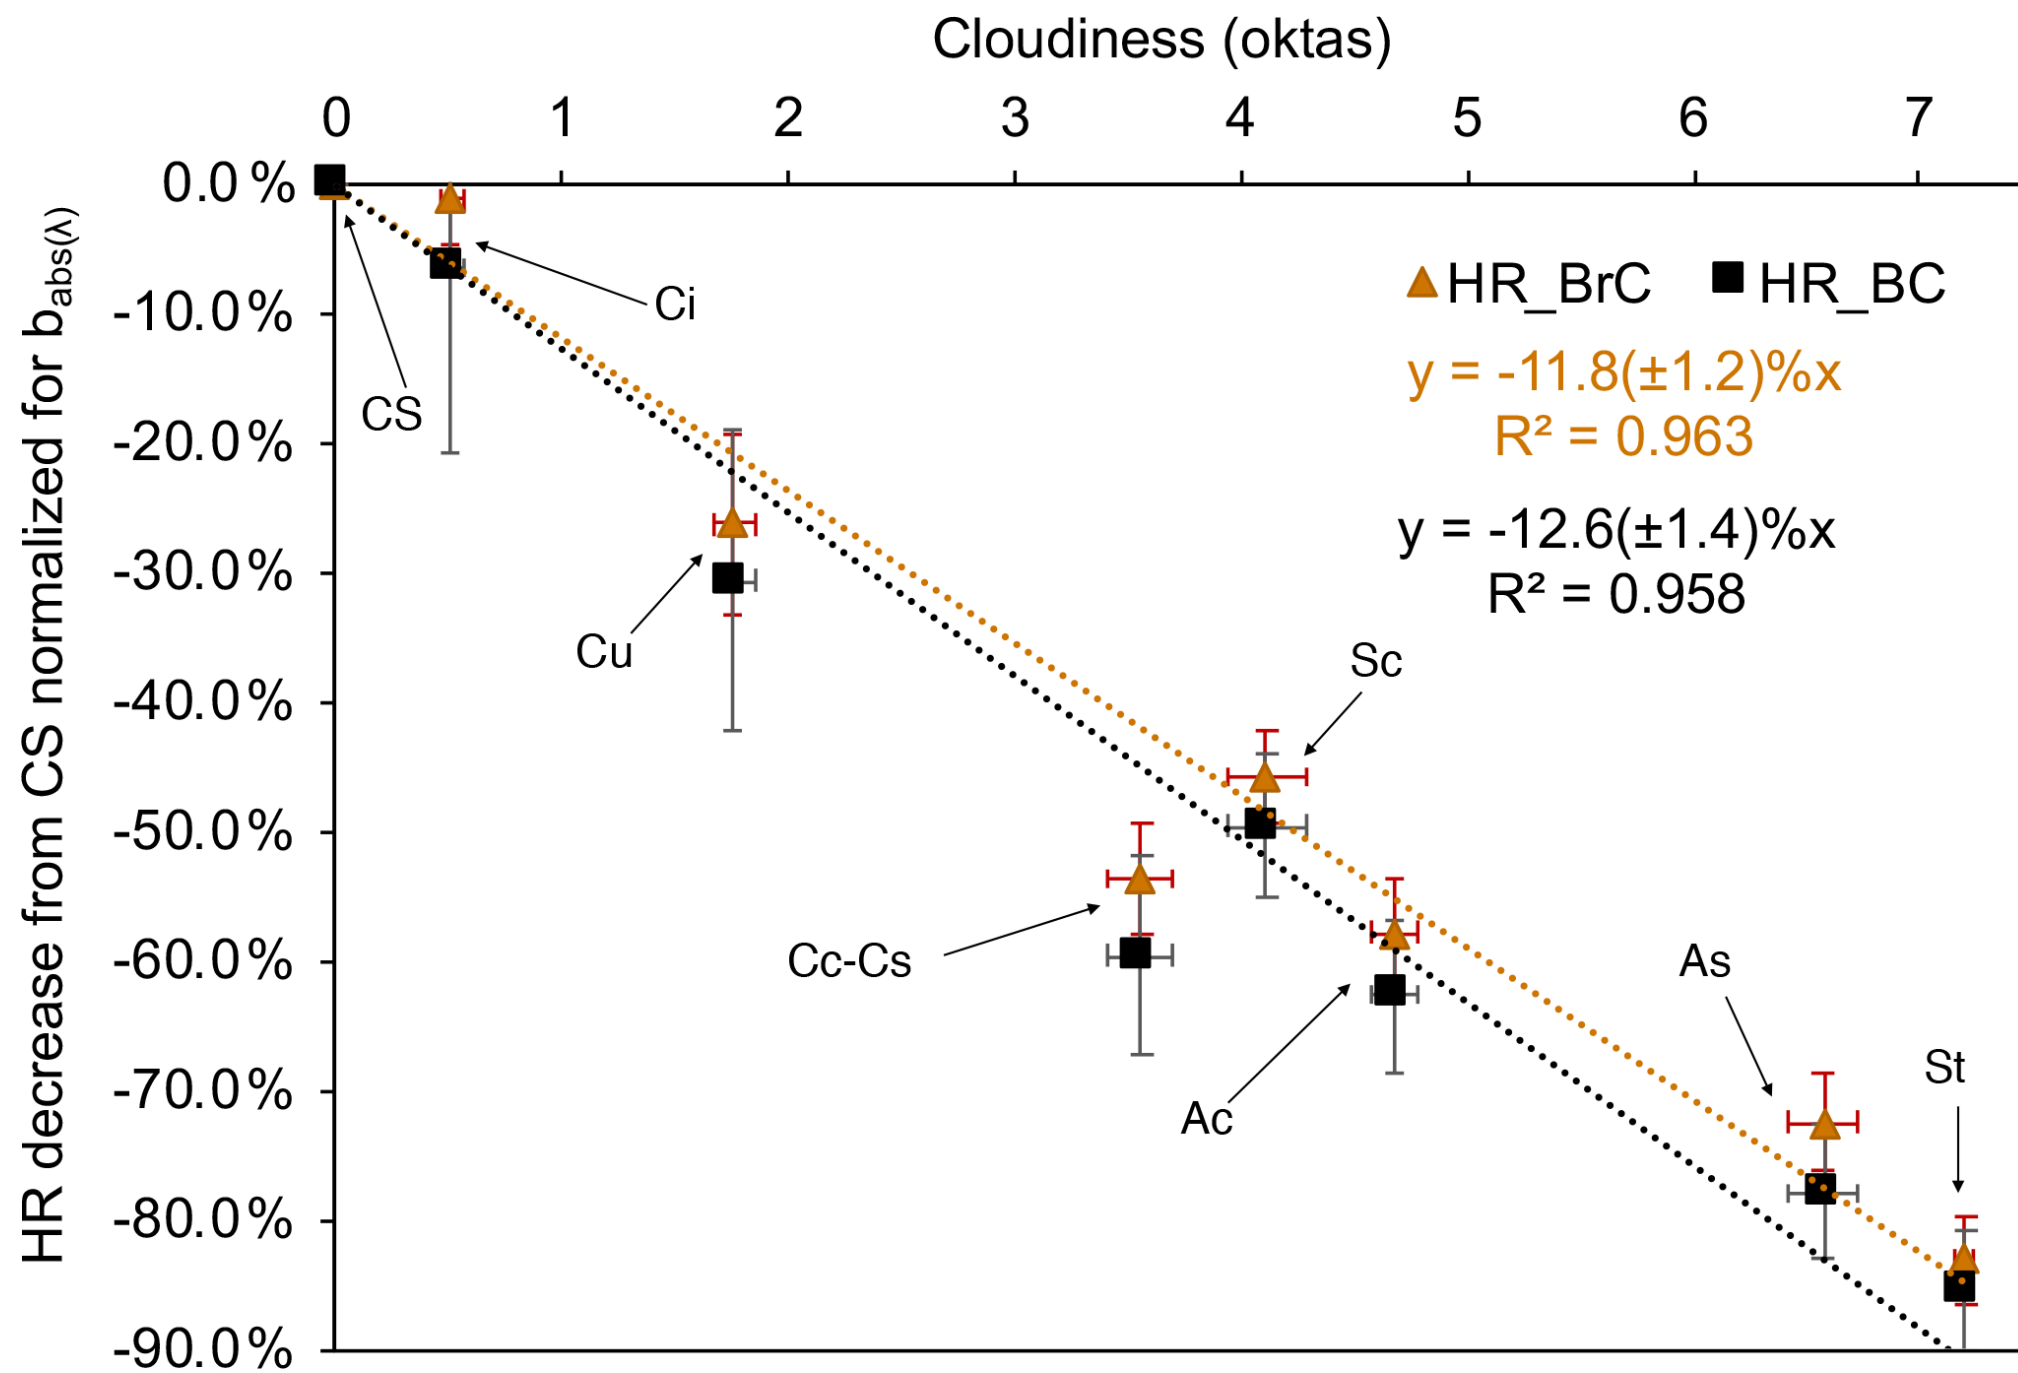 Cloudiness (oktas)
0 1 2 3 4 5 6 7
HR decrease from CS normalized for babs(λ)
0.0%
-10.0%
-20.0%
-30.0%
-40.0%
-50.0%
-60.0%
-70.0%
-80.0%
-90.0%
HR_BrC HR_BC
y = -11.8(±1.2)%x
R² = 0.963
y = -12.6(±1.4)%x
R² = 0.958
CS
Ci
Cu
Cc-Cs
Sc
Ac
As
St